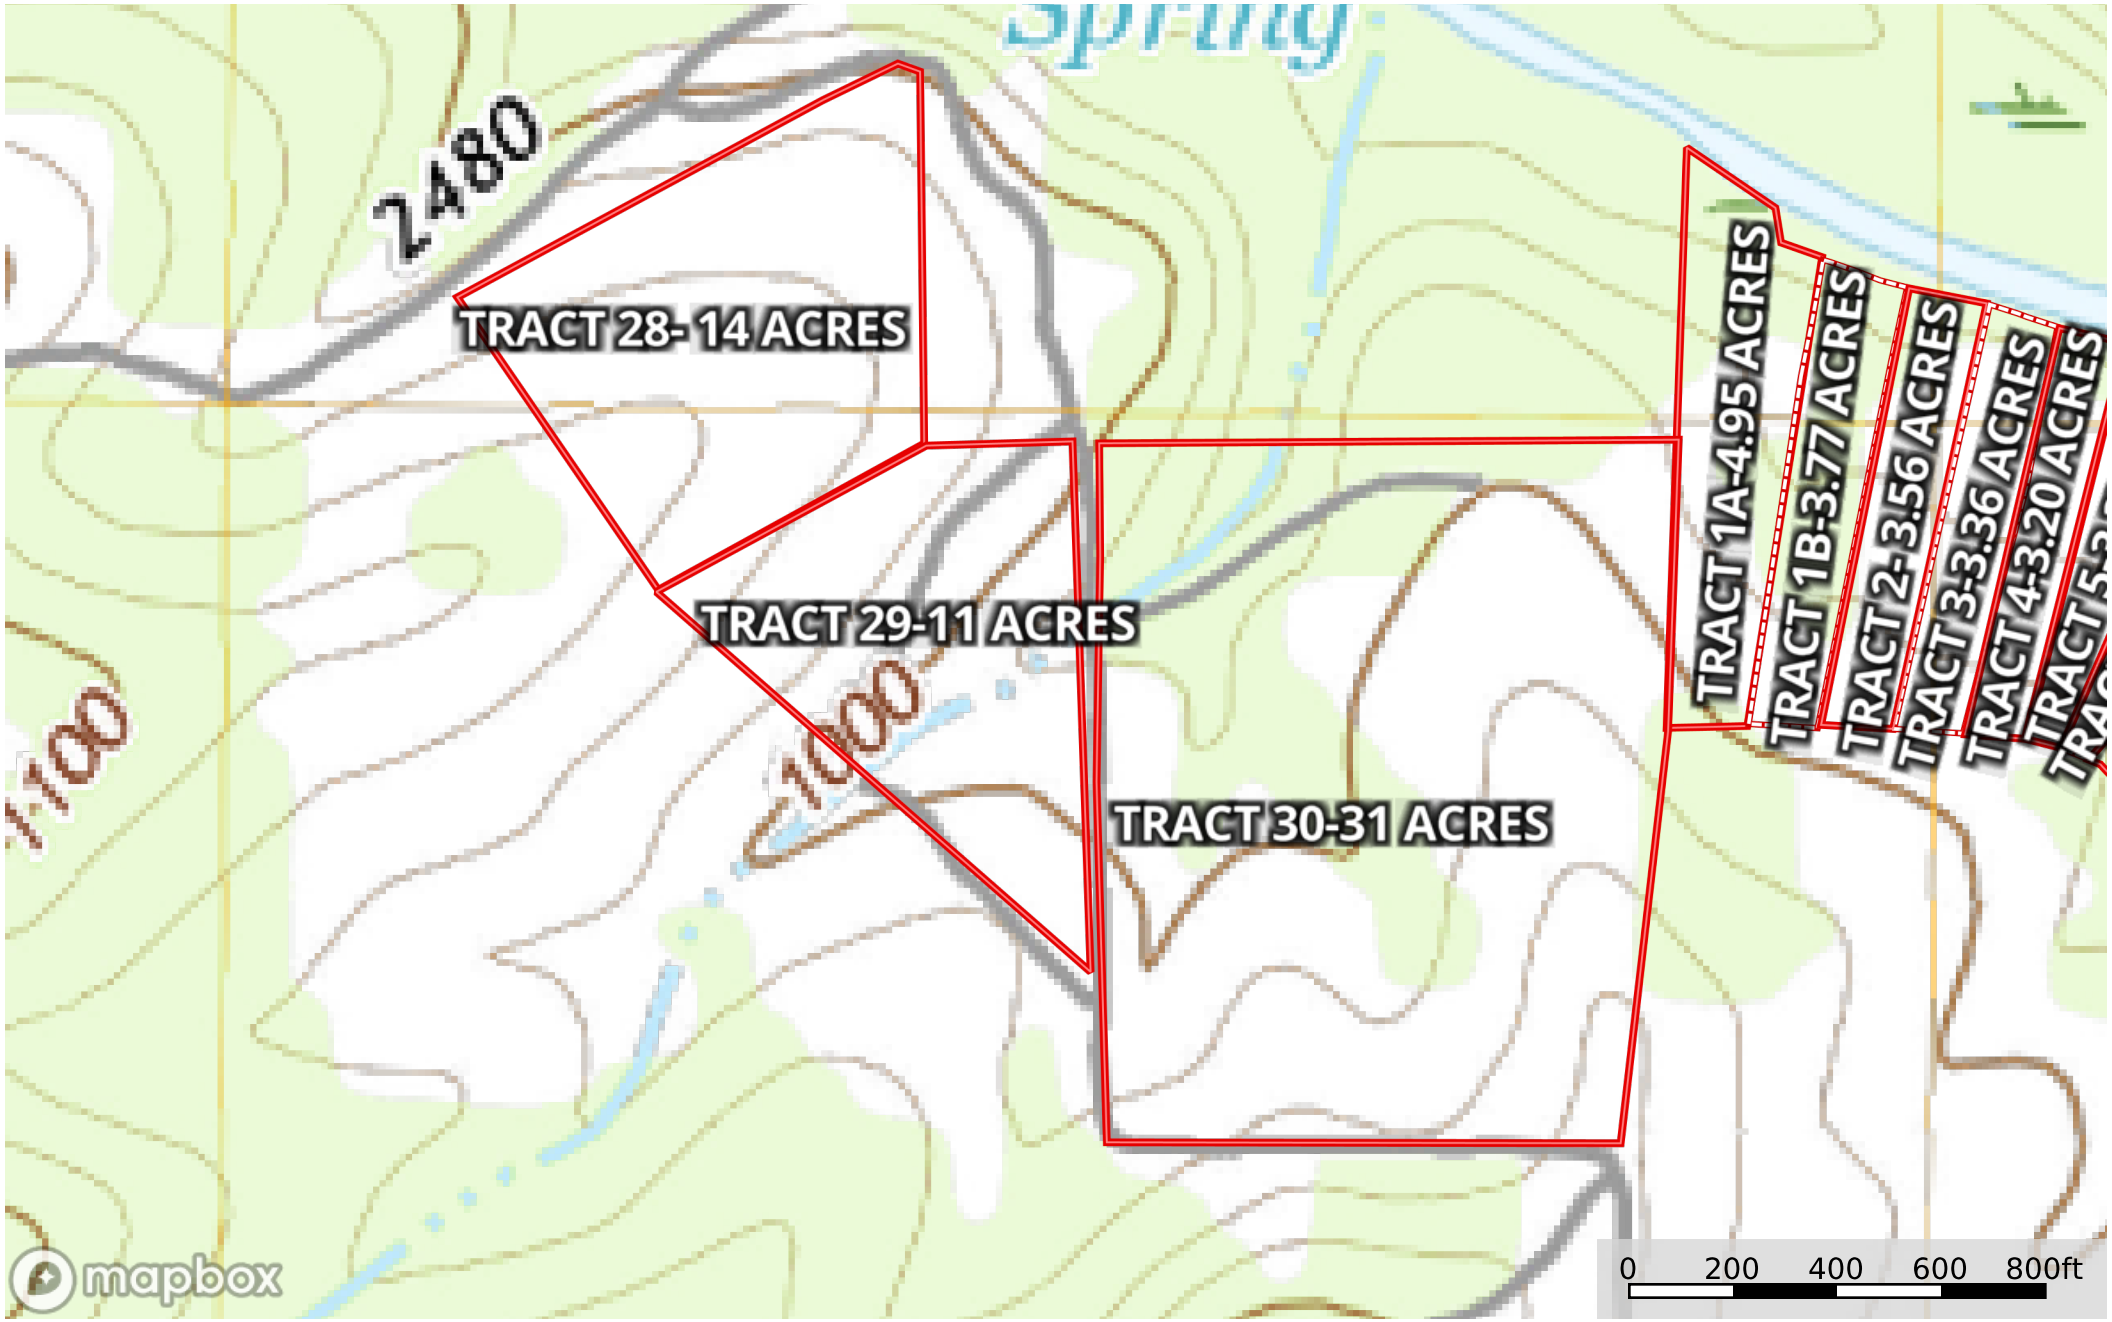 Spring
2480
TRACT 28- 14 ACRES
TRACT 29-11 ACRES
1000
1100
TRACT 30-31 ACRES
TRACT 1A-4.95 ACRES
TRACT 1B-3.77 ACRES
TRACT 2-3.56 ACRES
TRACT 3-3.36 ACRES
TRACT 4-3.20 ACRES
TRACT 5-3
mapbox
0 200 400 600 800ft